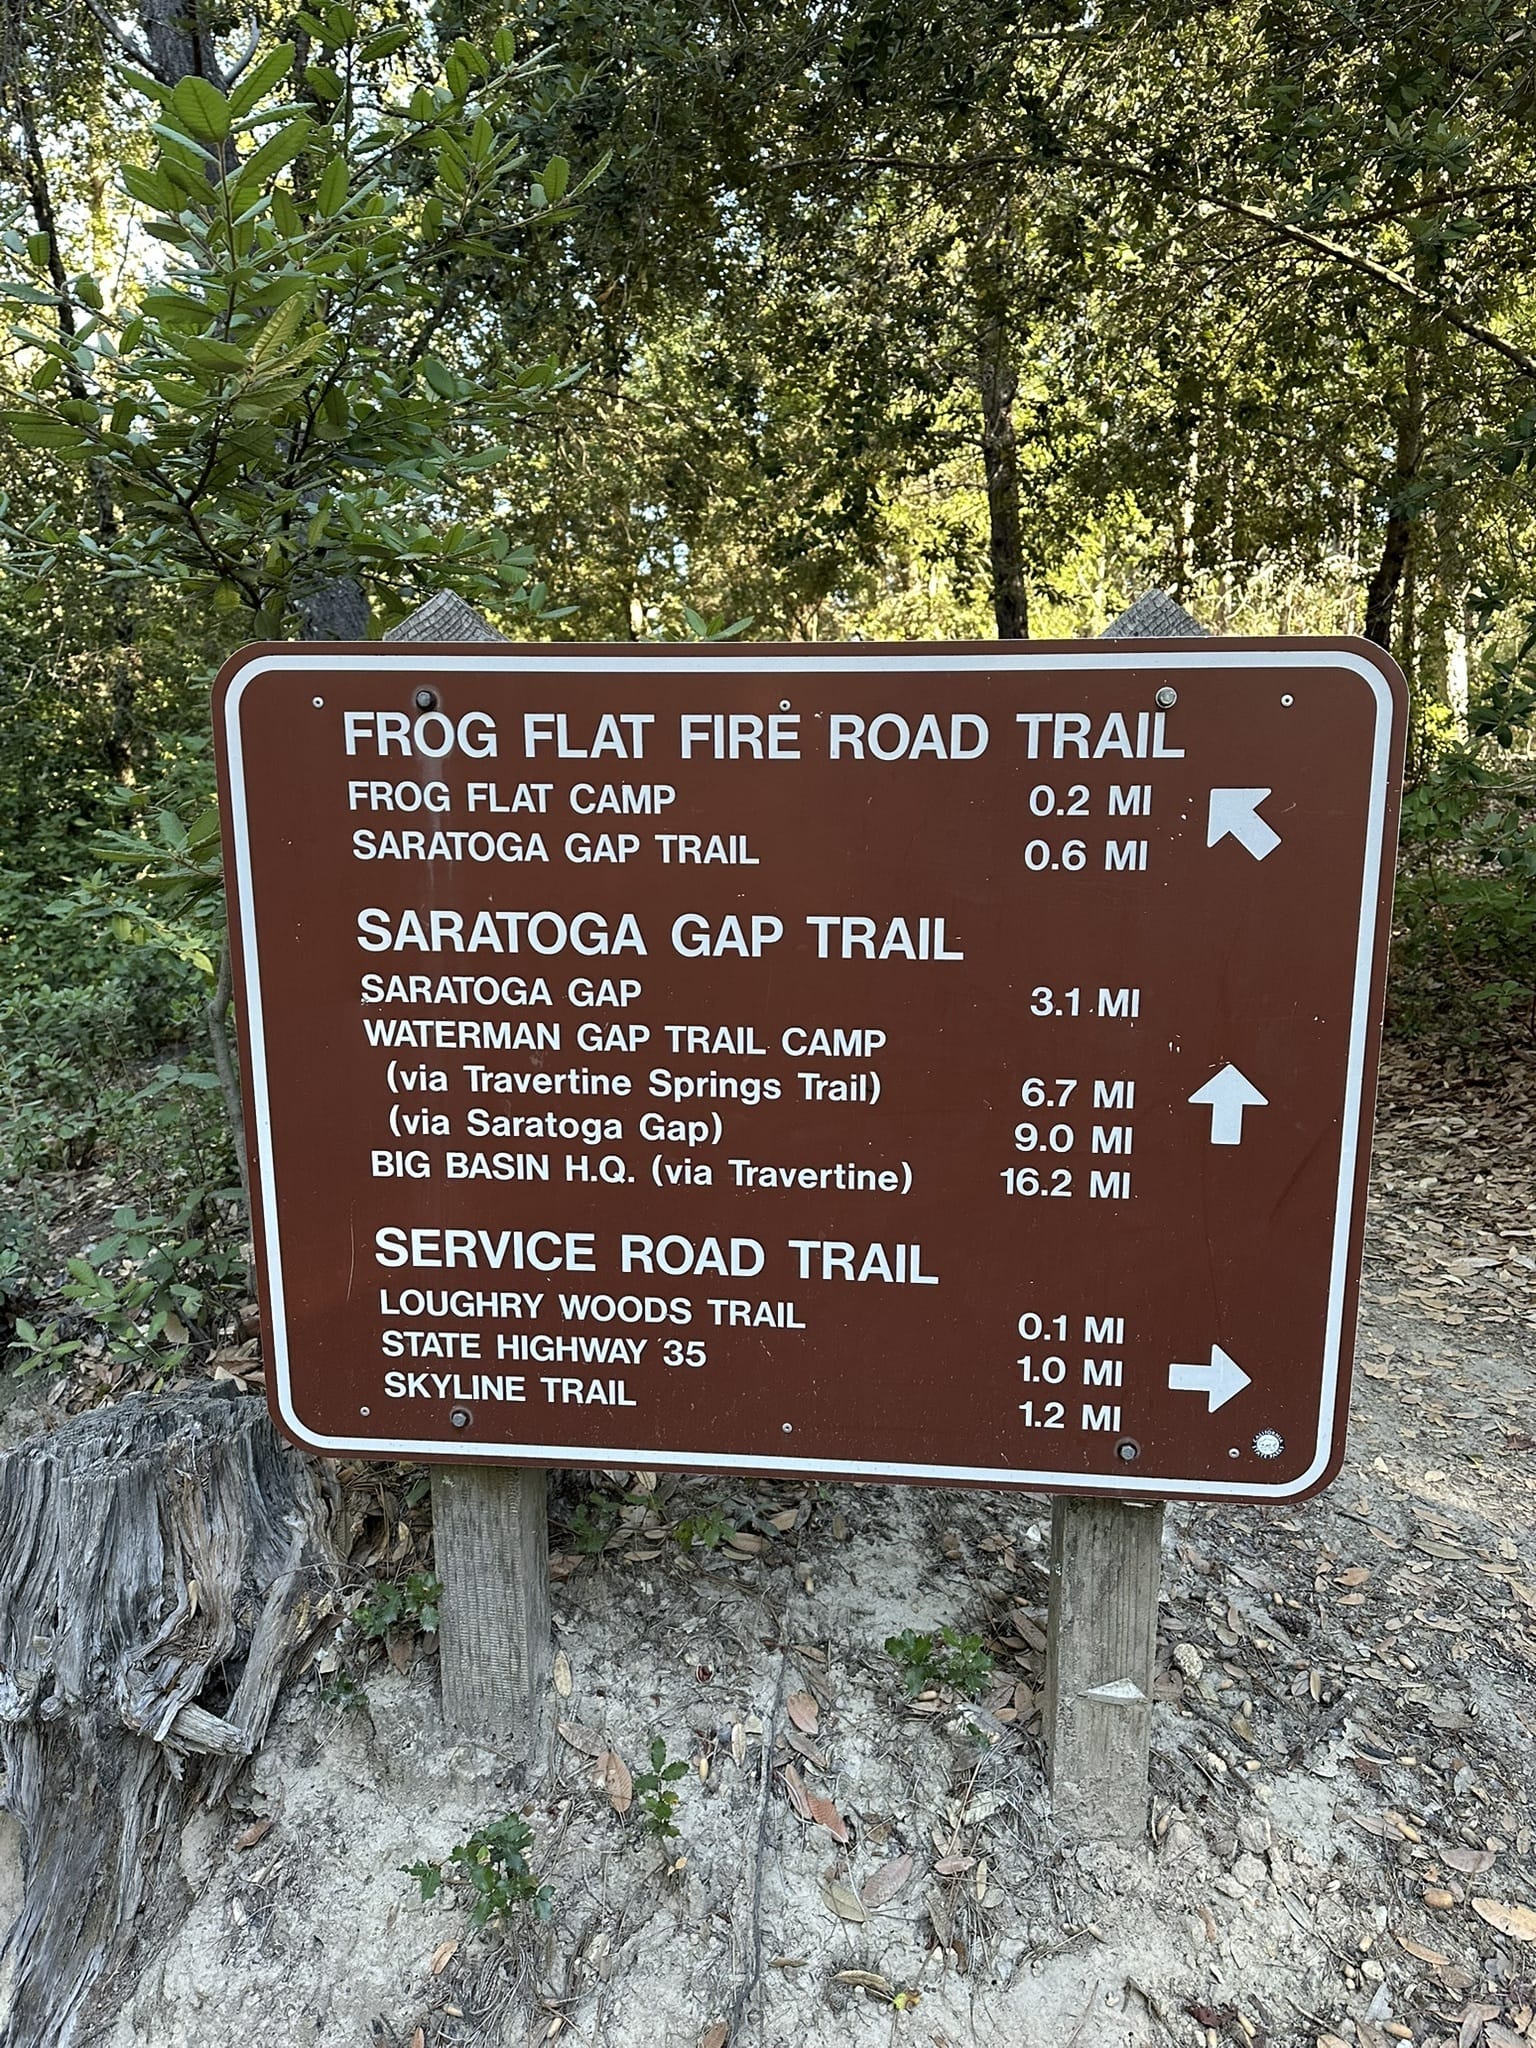 FROG FLAT FIRE ROAD TRAIL
FROG FLAT CAMP 0.2 MI
SARATOGA GAP TRAIL 0.6 MI
SARATOGA GAP TRAIL
SARATOGA GAP 3.1 MI
WATERMAN GAP TRAIL CAMP
(via Travertine Springs Trail) 6.7 MI
(via Saratoga Gap) 9.0 MI
BIG BASIN H.Q. (via Travertine) 16.2 MI
SERVICE ROAD TRAIL
LOUGHRY WOODS TRAIL 0.1 MI
STATE HIGHWAY 35 1.0 MI
SKYLINE TRAIL 1.2 MI
CALIFORNIA